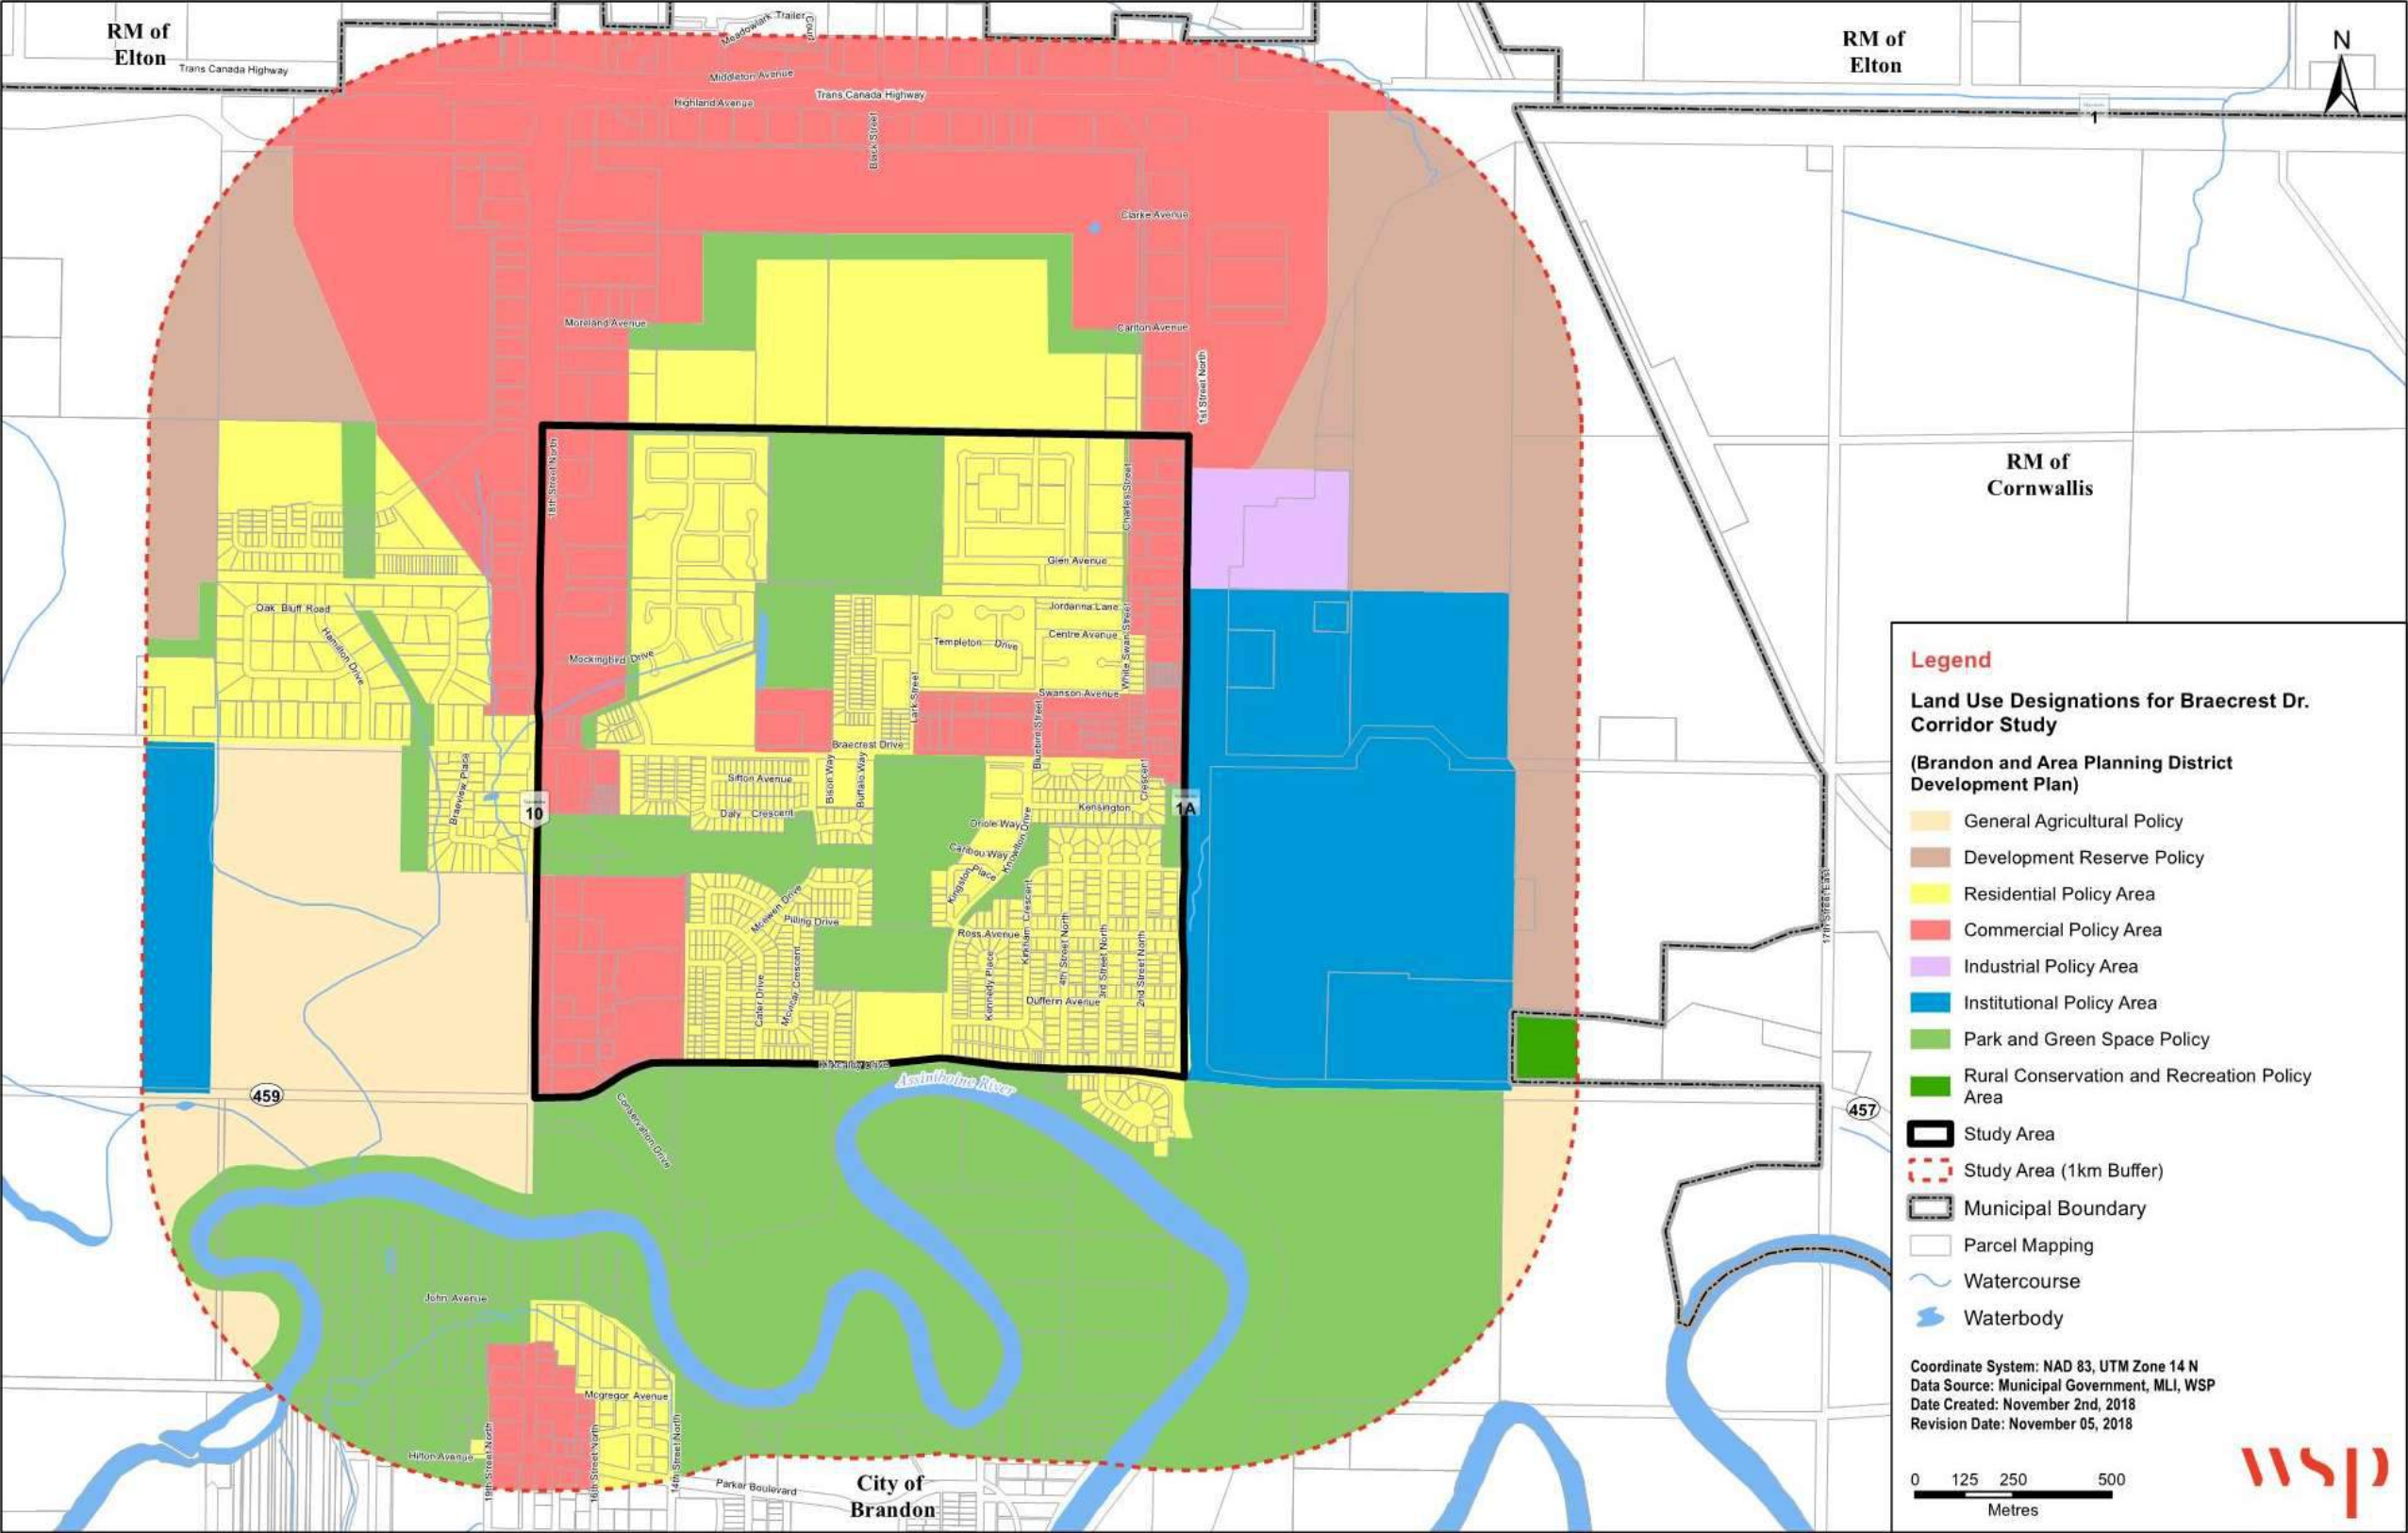 RM of
Elton
Trans Canada Highway
Meadowlark Trailer
Court
Middleton Avenue
Highland Avenue
Trans Canada Highway
Black Street
RM of
Elton
N
1
Clarke Avenue
Moreland Avenue
Carlton Avenue
1st Street North
18th Street North
Charles Street
RM of
Cornwallis
Glen Avenue
Oak Bluff Road
Hamilton Drive
Jordanna Lane
Centre Avenue
Templeton Drive
White Swan Street
Mockingbird Drive
Swanson Avenue
Lark Street
Bluebird Street
Braecrest Drive
Braeview Place
Sifton Avenue
Bison Way
Buffalo Way
Crescent
Kensington
Daly Crescent
10
1A
Oriole Way
Knowlton Drive
Caribou Way
Kingston Place
Mcewen Drive
Pilling Drive
Ross Avenue
Kirkham Crescent
4th Street North
3rd Street North
2nd Street North
Kennedy Place
Cater Drive
Mcvicar Crescent
Dufferin Avenue
17th Street East
Kirkcaldy Drive
Assiniboine River
Conservation Drive
459
457
John Avenue
Mcgregor Avenue
Hilton Avenue
19th Street North
16th Street North
14th Street North
Parker Boulevard
City of
Brandon
Legend
Land Use Designations for Braecrest Dr.
Corridor Study
(Brandon and Area Planning District
Development Plan)
General Agricultural Policy
Development Reserve Policy
Residential Policy Area
Commercial Policy Area
Industrial Policy Area
Institutional Policy Area
Park and Green Space Policy
Rural Conservation and Recreation Policy
Area
Study Area
Study Area (1km Buffer)
Municipal Boundary
Parcel Mapping
Watercourse
Waterbody
Coordinate System: NAD 83, UTM Zone 14 N
Data Source: Municipal Government, MLI, WSP
Date Created: November 2nd, 2018
Revision Date: November 05, 2018
0 125 250 500
Metres
wsp